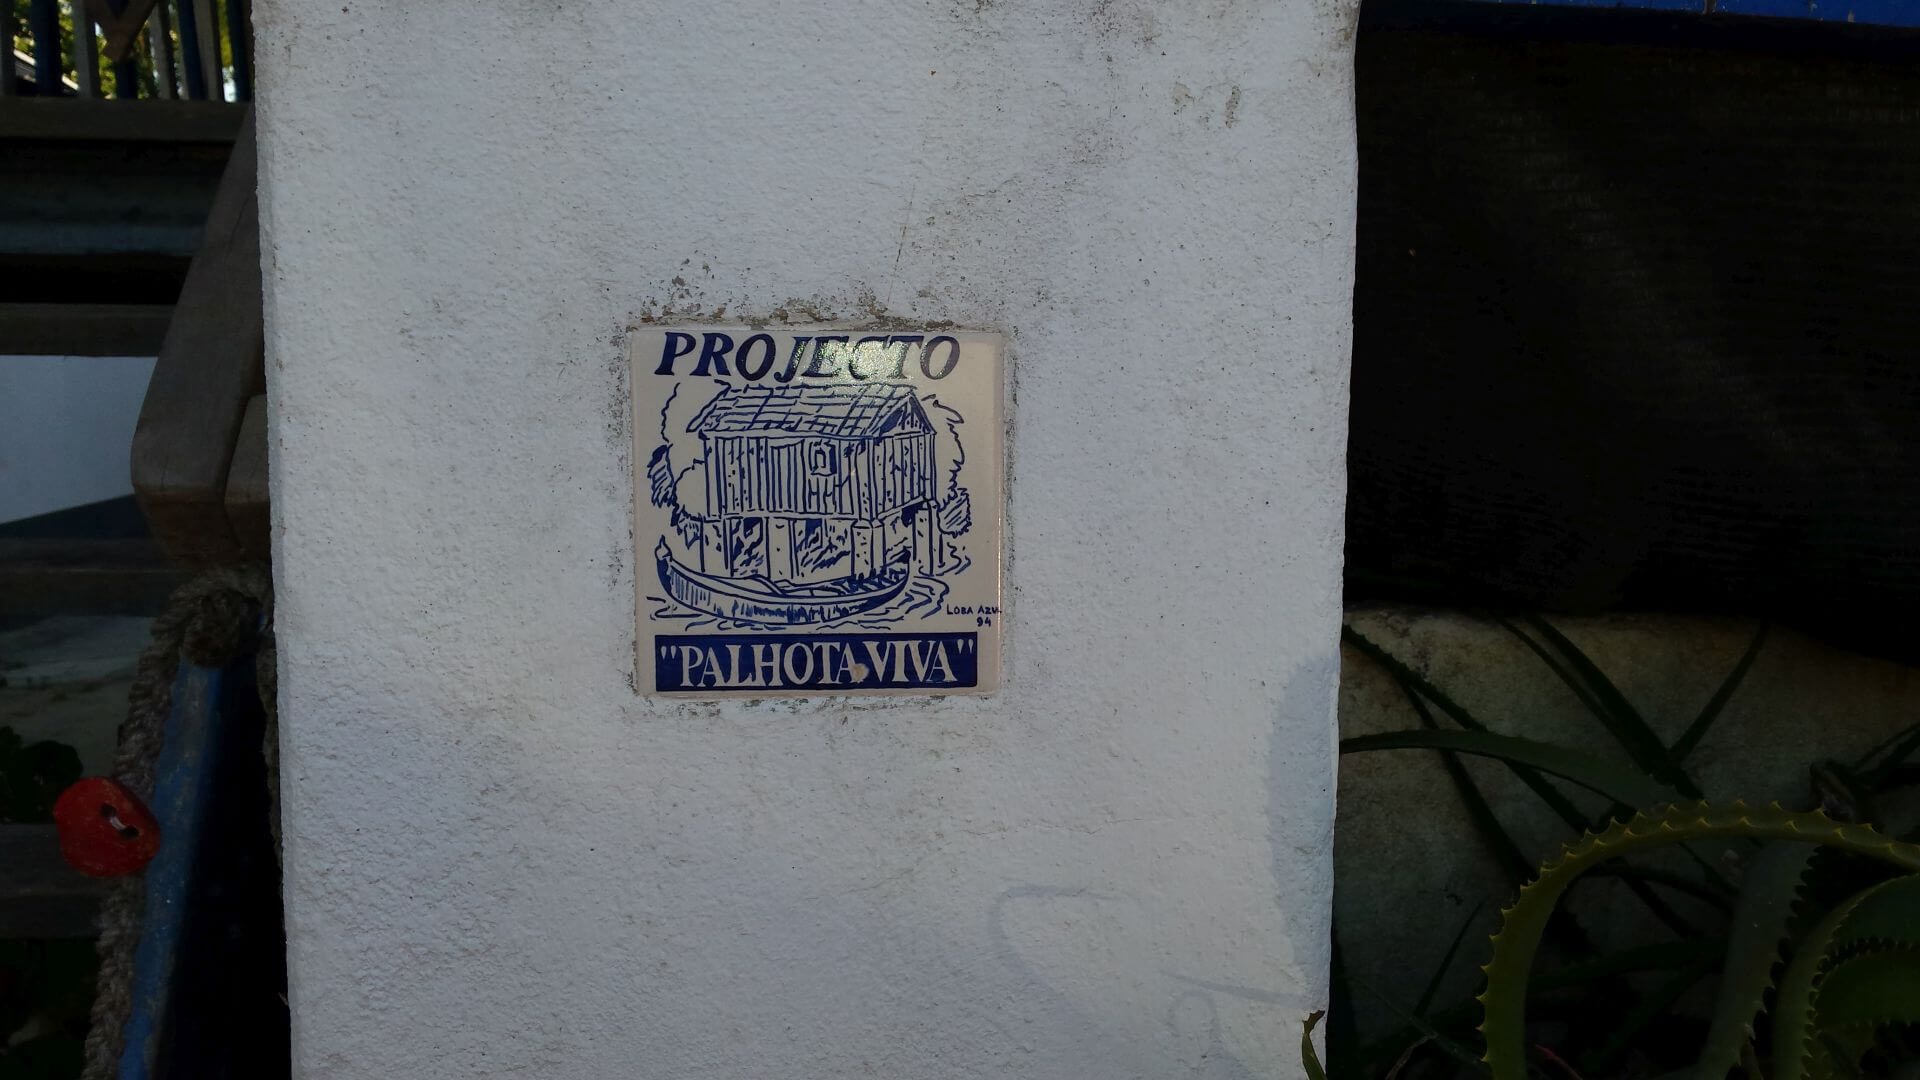 PROJECTO
LOBA AZUL
94
"PALHOTA VIVA"